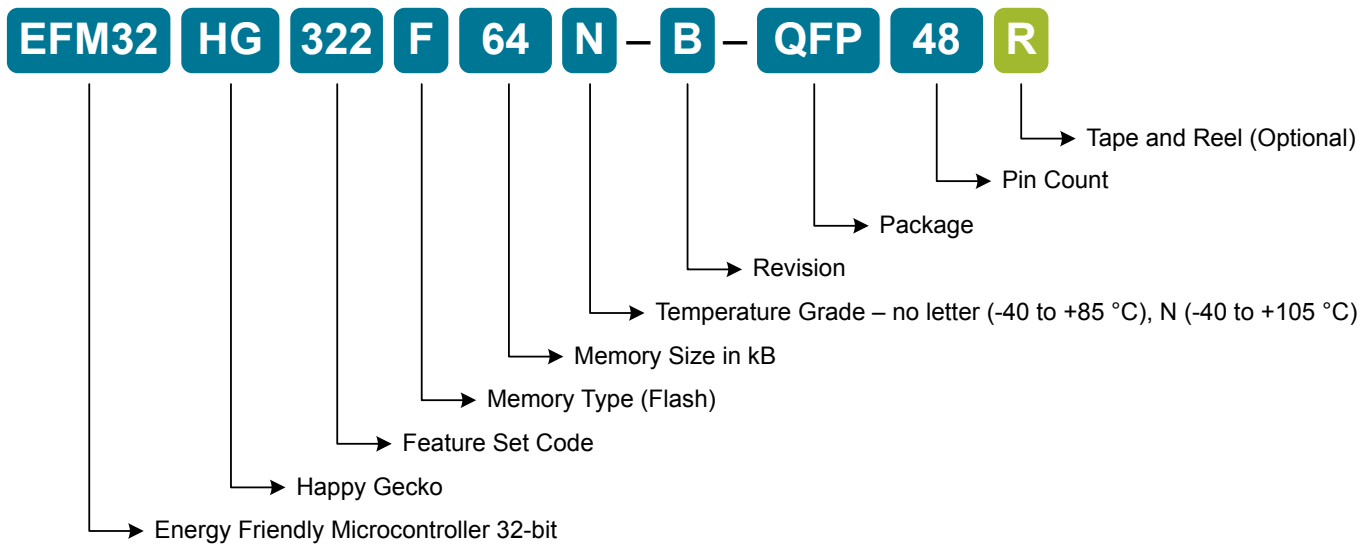 EFM32 HG 322 F 64 N – B – QFP 48 R
Tape and Reel (Optional)
Pin Count
Package
Revision
Temperature Grade – no letter (-40 to +85 °C), N (-40 to +105 °C)
Memory Size in kB
Memory Type (Flash)
Feature Set Code
Happy Gecko
Energy Friendly Microcontroller 32-bit